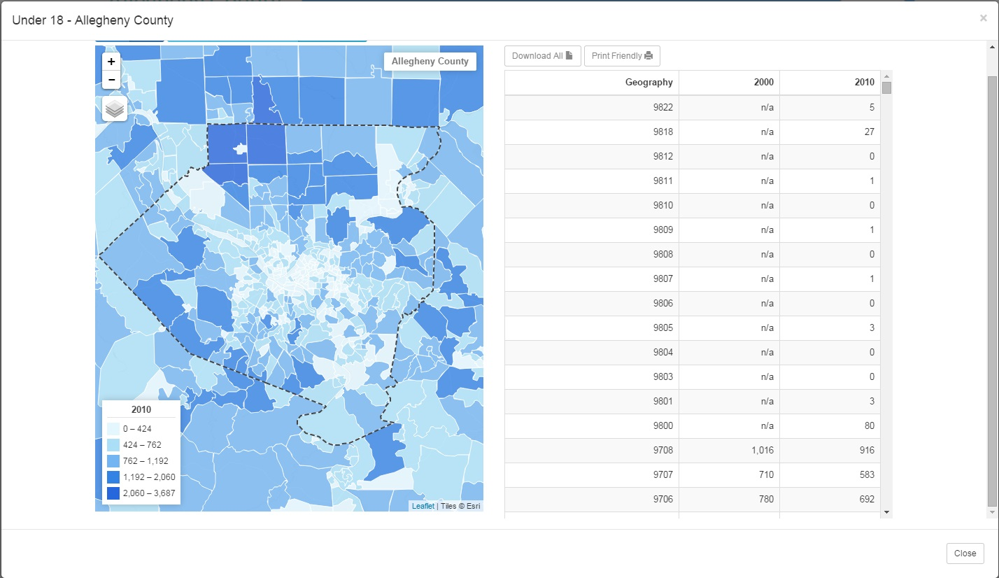 Under 18 - Allegheny County
×
+
−
Allegheny County
2010
0 – 424
424 – 762
762 – 1,192
1,192 – 2,060
2,060 – 3,687
Leaflet | Tiles © Esri
Download All
Print Friendly
Geography 2000 2010
9822 n/a 5
9818 n/a 27
9812 n/a 0
9811 n/a 1
9810 n/a 0
9809 n/a 1
9808 n/a 0
9807 n/a 1
9806 n/a 0
9805 n/a 3
9804 n/a 0
9803 n/a 0
9801 n/a 3
9800 n/a 80
9708 1,016 916
9707 710 583
9706 780 692
Close